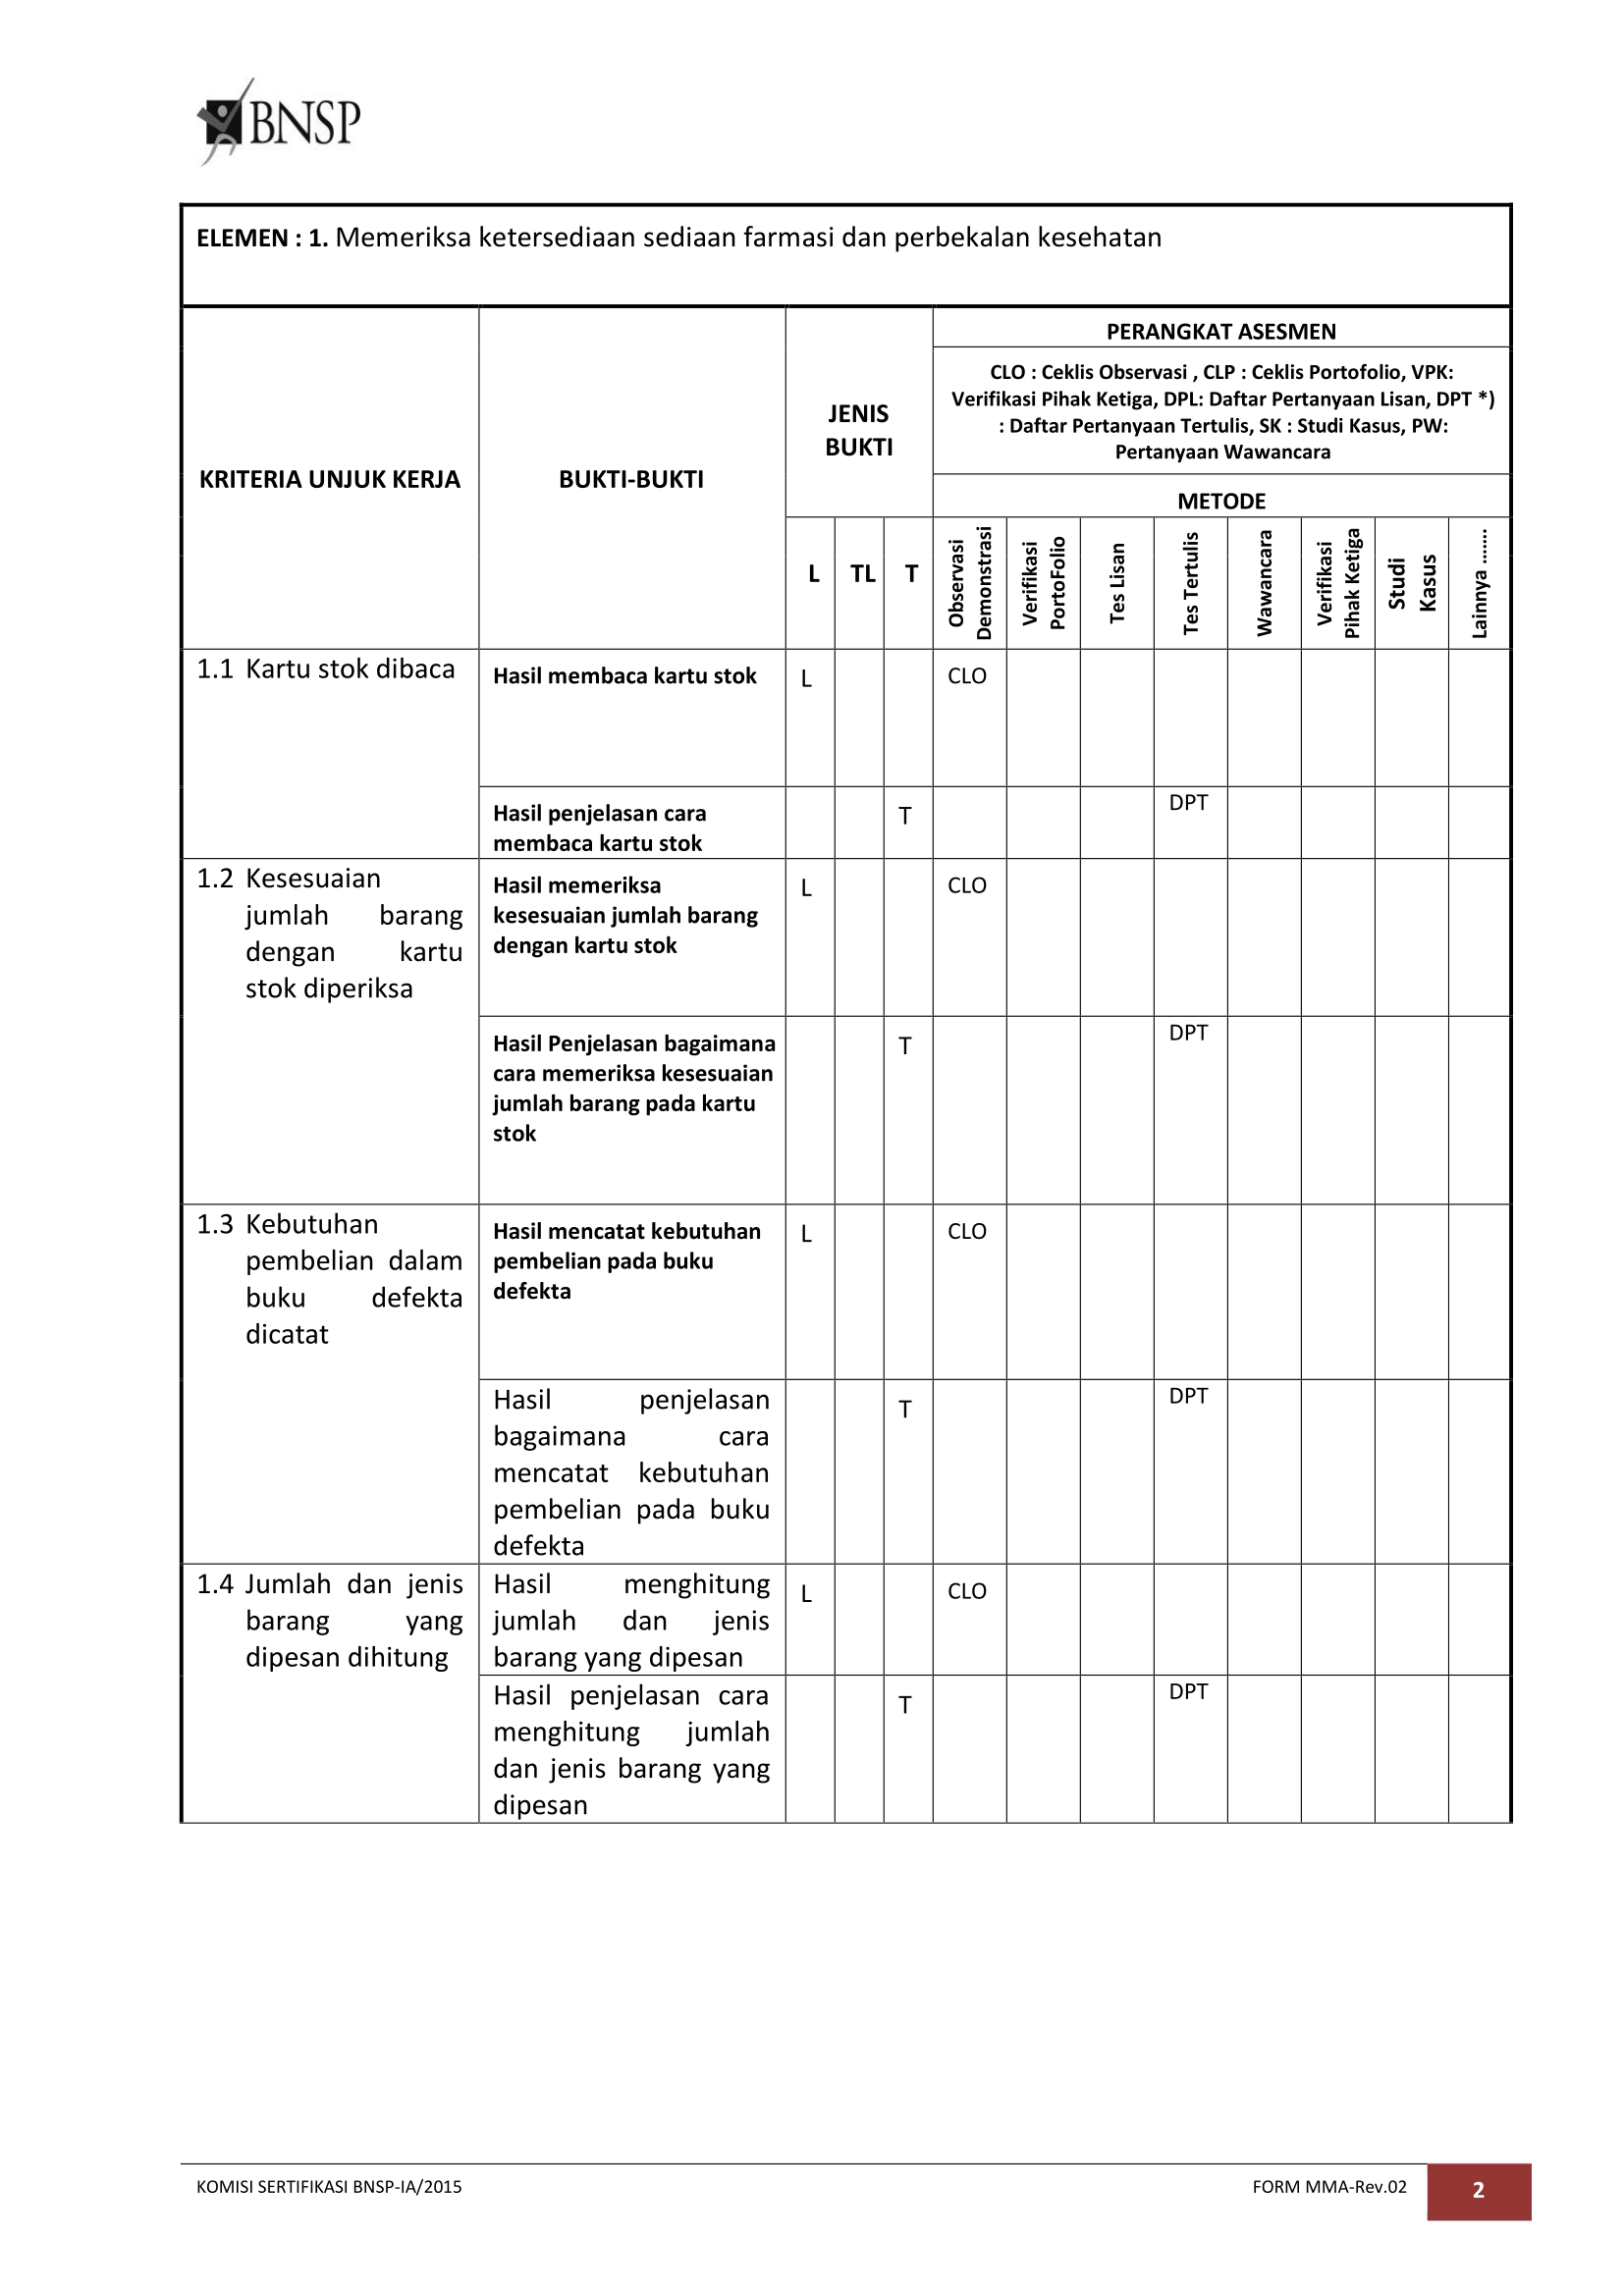 BNSP
ELEMEN : 1. Memeriksa ketersediaan sediaan farmasi dan perbekalan kesehatan
KRITERIA UNJUK KERJA
BUKTI-BUKTI
JENIS
BUKTI
PERANGKAT ASESMEN
CLO : Ceklis Observasi , CLP : Ceklis Portofolio, VPK:
Verifikasi Pihak Ketiga, DPL: Daftar Pertanyaan Lisan, DPT *)
: Daftar Pertanyaan Tertulis, SK : Studi Kasus, PW:
Pertanyaan Wawancara
METODE
L
TL
T
Observasi
Demonstrasi
Verifikasi
PortoFolio
Tes Lisan
Tes Tertulis
Wawancara
Verifikasi
Pihak Ketiga
Studi
Kasus
Lainnya .......
1.1 Kartu stok dibaca
Hasil membaca kartu stok
L
CLO
Hasil penjelasan cara
membaca kartu stok
T
DPT
1.2 Kesesuaian
jumlah barang
dengan kartu
stok diperiksa
Hasil memeriksa
kesesuaian jumlah barang
dengan kartu stok
L
CLO
Hasil Penjelasan bagaimana
cara memeriksa kesesuaian
jumlah barang pada kartu
stok
T
DPT
1.3 Kebutuhan
pembelian dalam
buku defekta
dicatat
Hasil mencatat kebutuhan
pembelian pada buku
defekta
L
CLO
Hasil penjelasan
bagaimana cara
mencatat kebutuhan
pembelian pada buku
defekta
T
DPT
1.4 Jumlah dan jenis
barang yang
dipesan dihitung
Hasil menghitung
jumlah dan jenis
barang yang dipesan
L
CLO
Hasil penjelasan cara
menghitung jumlah
dan jenis barang yang
dipesan
T
DPT
KOMISI SERTIFIKASI BNSP-IA/2015
FORM MMA-Rev.02
2